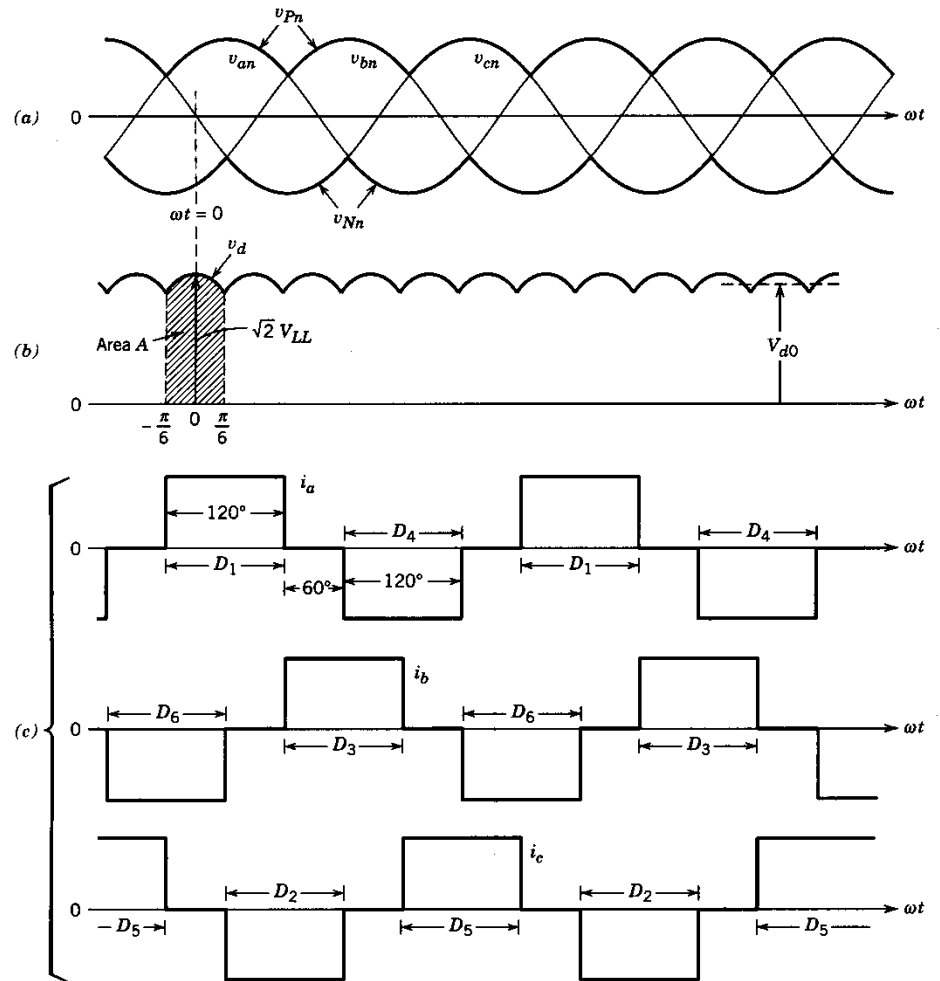 v_Pn
v_an v_bn v_cn
(a) 0 ωt
ωt = 0
v_Nn
v_d
Area A √2 V_LL V_d0
(b)
0 ωt
-π/6 0 π/6
i_a
120° D_4 D_4
0 ωt
D_1 60° 120° D_1
i_b
D_6 D_6
(c) 0 ωt
D_3 D_3
i_c
D_2 D_2
0 ωt
- D_5 D_5 D_5